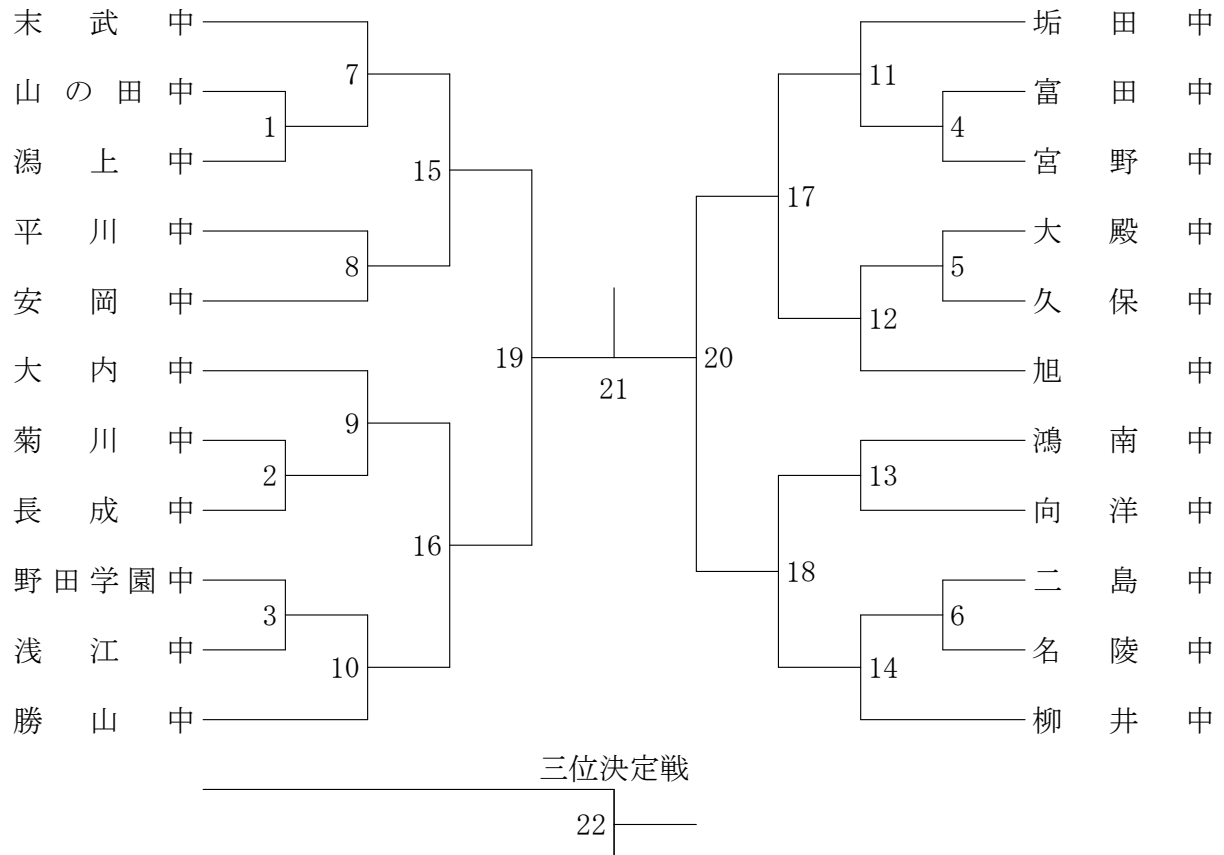 末武中
垢田中
7
11
山の田中
富田中
1
4
潟上中
宮野中
15
17
平川中
大殿中
8
5
安岡中
久保中
12
19
20
大内中
旭中
21
9
菊川中
鴻南中
2
13
長成中
向洋中
16
18
野田学園中
二島中
3
6
浅江中
名陵中
10
14
勝山中
柳井中
三位決定戦
22